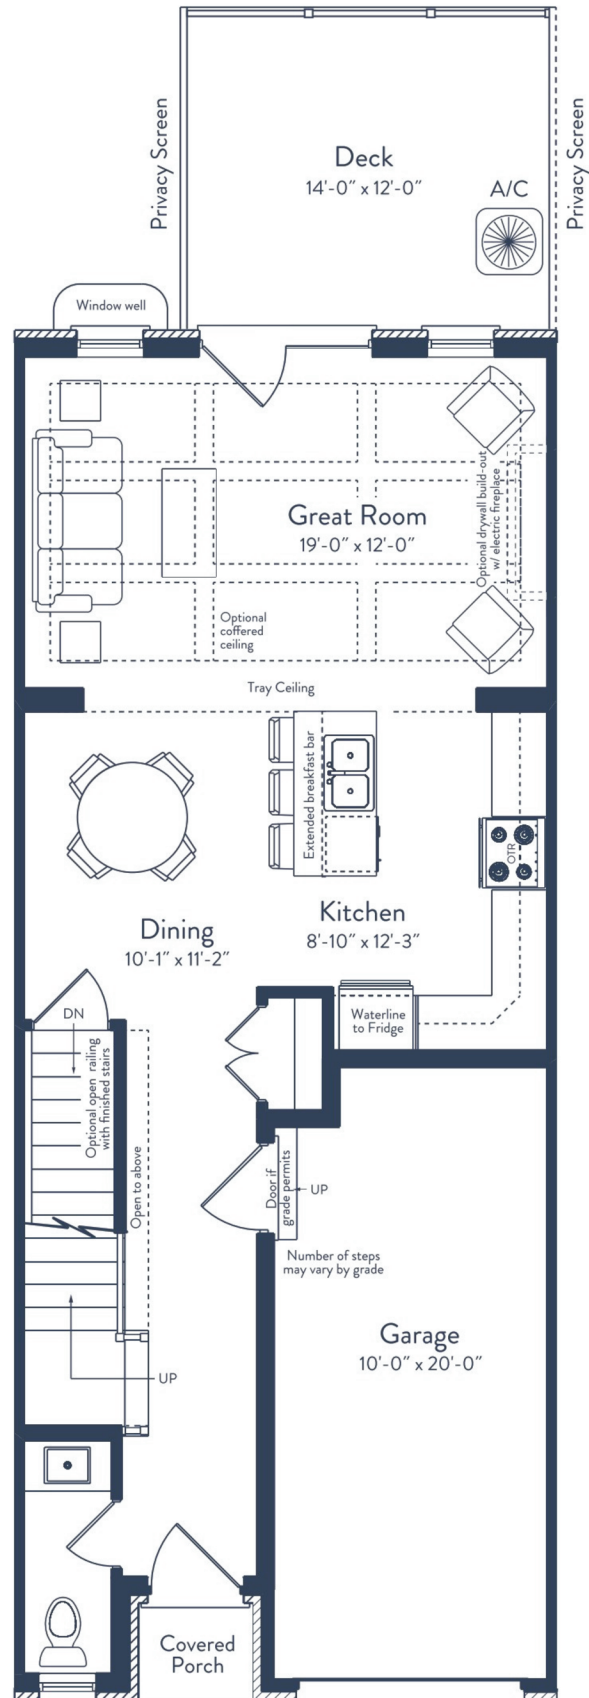 Privacy Screen
Privacy Screen
Deck
14'-0" x 12'-0"
A/C
Window well
Great Room
19'-0" x 12'-0"
Optional drywall build-out
w/ electric fireplace
Optional
coffered
ceiling
Tray Ceiling
Extended breakfast bar
OTR
Kitchen
8'-10" x 12'-3"
Dining
10'-1" x 11'-2"
Waterline
to Fridge
DN
Optional open railing
with finished stairs
Open to above
Door if
grade permits
UP
Number of steps
may vary by grade
Garage
10'-0" x 20'-0"
UP
Covered
Porch